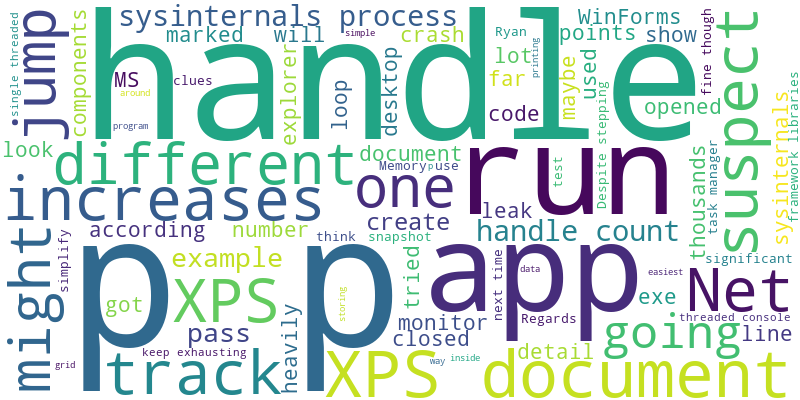 sysinternals process
WinForms
marked
will
simple
crash
Ryan
points
show
single threaded
jump
components
MS
clues
around
program
handle
explorer
loop
desktop
lot
far
code
printing
maybe
used
opened
fine though
suspect
look
different
document
Memory
p
use
one
run
test
Despite stepping
thousands
task manager
sysinternals
framework libraries
increases
according
number
create
leak
handle count
think
snapshot
significant
might
simplify
example
got
pp
app
XPS
tried
next time
data
easiest
exe
Net
threaded console
storing
monitor
closed
Regards
going
line
pass
heavily
keep exhausting
grid
track
XPS
way
inside
detail
document